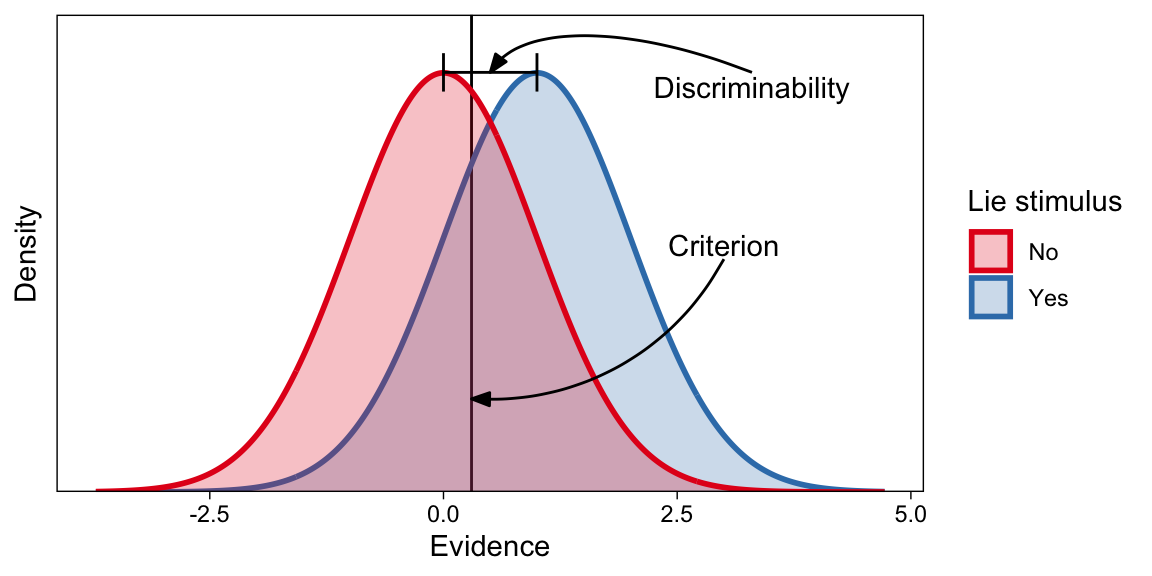 Discriminability
Criterion
Density
-2.5
0.0
2.5
5.0
Evidence
Lie stimulus
No
Yes